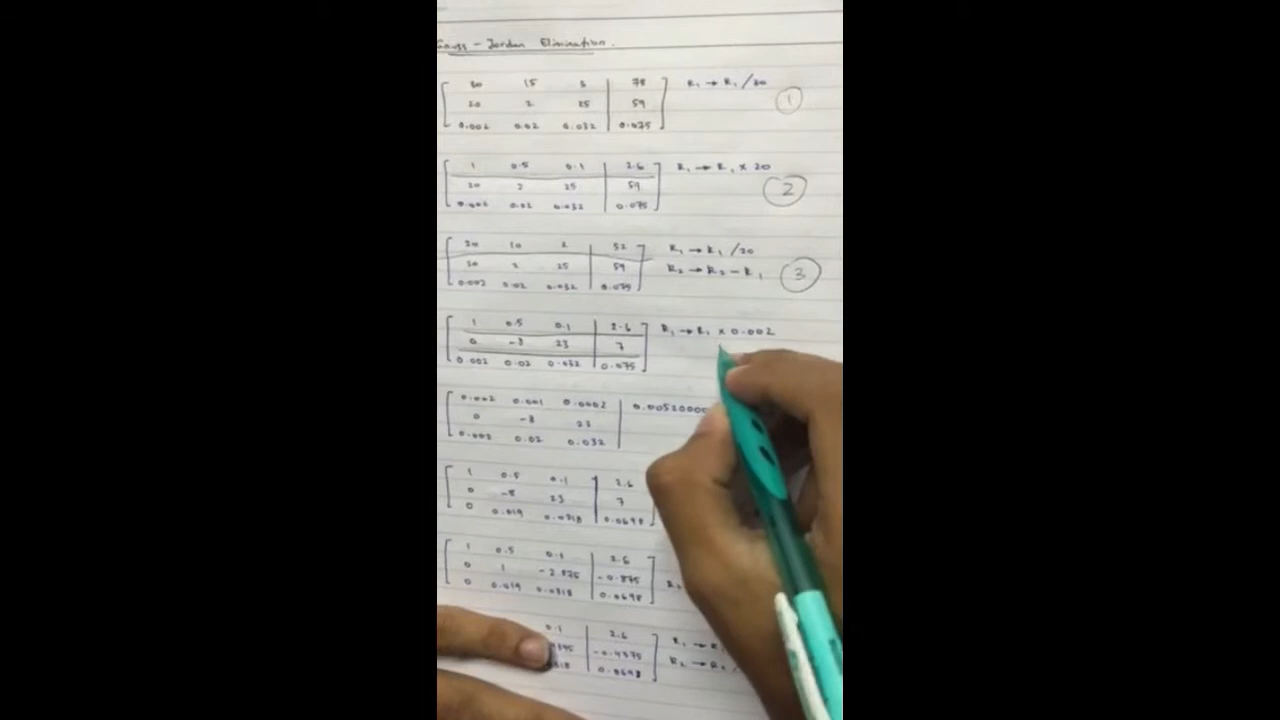 Gauss - Jordan Elimination.
30 15 3 78 R₁ → R₁ /30
20 2 25 59 1
0.002 0.02 0.032 0.075
1 0.5 0.1 2.6 R₁ → R₁ × 20
20 2 25 59 2
0.002 0.02 0.032 0.075
20 10 2 52 R₁ → R₁ /20
20 2 25 59 R₂ → R₂ - R₁ 3
0.002 0.02 0.032 0.075
1 0.5 0.1 2.6 R₁ → R₁ × 0.002
0 -8 23 7
0.002 0.02 0.032 0.075
0.002 0.001 0.0002 0.0052000
0 -8 23
0.002 0.02 0.032
1 0.5 0.1 2.6
0 -8 23 7
0 0.019 0.0318 0.0698
1 0.5 0.1 2.6
0 1 -2.875 -0.875
0 0.019 0.0318 0.0698
0.1 2.6 R₁ →
-0.4375 R₂ → R₂ /
0.0698